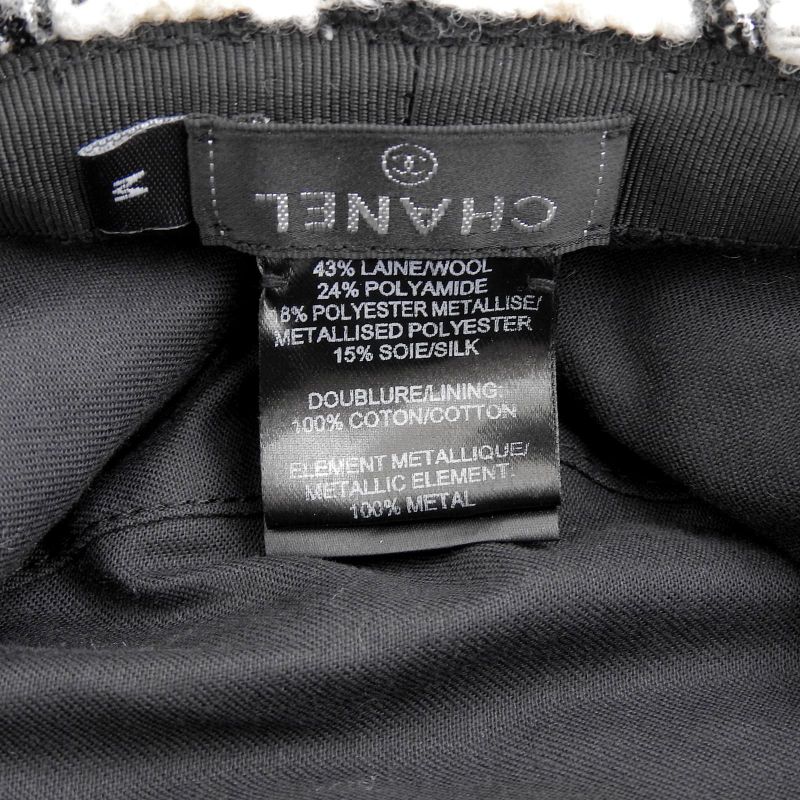 M
CHANEL
43% LAINE/WOOL
24% POLYAMIDE
18% POLYESTER METALLISE/
METALLISED POLYESTER
15% SOIE/SILK
DOUBLURE/LINING:
100% COTON/COTTON
ELEMENT METALLIQUE/
METALLIC ELEMENT:
100% METAL